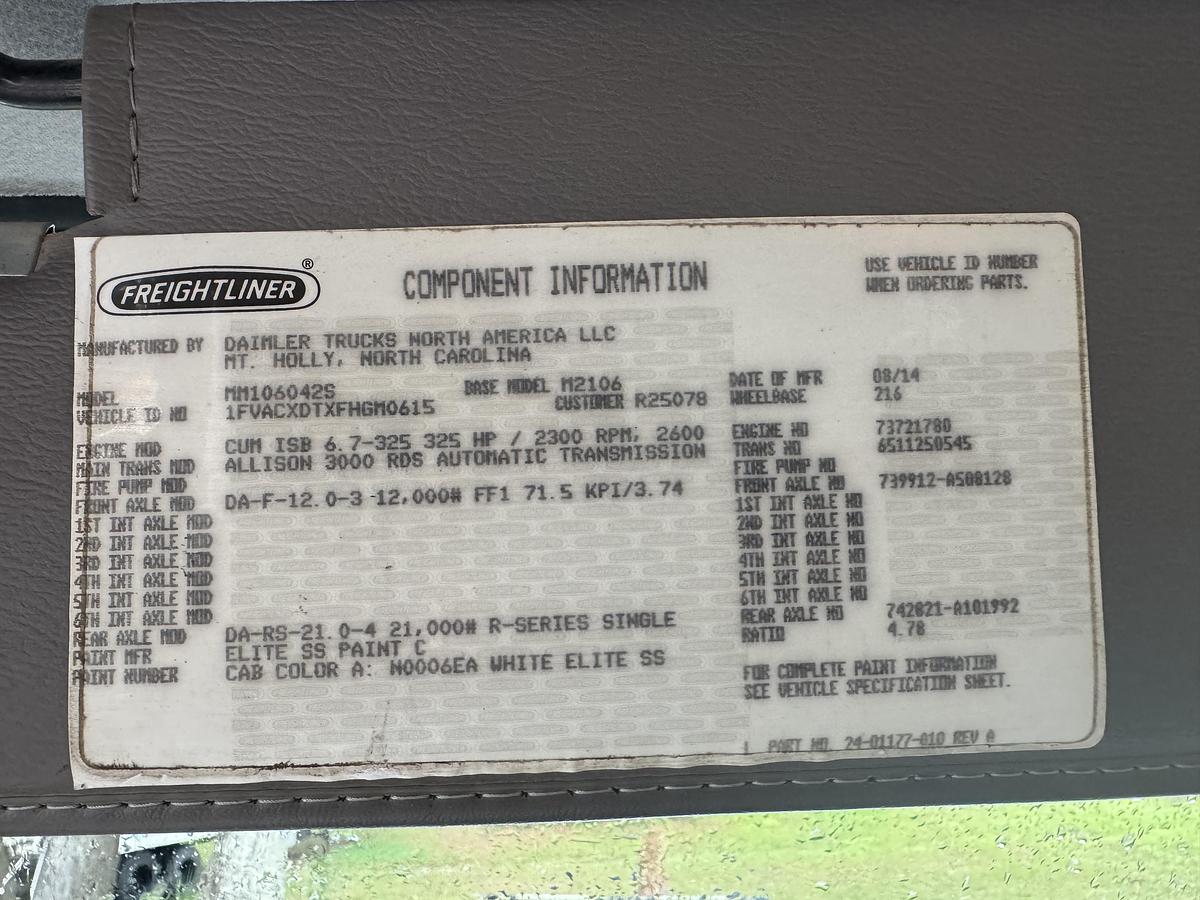 FREIGHTLINER ®
COMPONENT INFORMATION
USE VEHICLE ID NUMBER
WHEN ORDERING PARTS.
MANUFACTURED BY DAIMLER TRUCKS NORTH AMERICA LLC
MT. HOLLY, NORTH CAROLINA
MODEL MM106042S BASE MODEL M2106 DATE OF MFR 08/14
VEHICLE ID NO 1FVACXDTXFHGM0615 CUSTOMER R25078 WHEELBASE 216
ENGINE MOD CUM ISB 6.7-325 325 HP / 2300 RPM, 2600 ENGINE NO 73721780
MAIN TRANS MOD ALLISON 3000 RDS AUTOMATIC TRANSMISSION TRANS NO 6511250545
FIRE PUMP MOD FIRE PUMP NO
FRONT AXLE MOD DA-F-12.0-3 12,000# FF1 71.5 KPI/3.74 FRONT AXLE NO 739912-A508128
1ST INT AXLE MOD 1ST INT AXLE NO
2ND INT AXLE MOD 2ND INT AXLE NO
3RD INT AXLE MOD 3RD INT AXLE NO
4TH INT AXLE MOD 4TH INT AXLE NO
5TH INT AXLE MOD 5TH INT AXLE NO
6TH INT AXLE MOD 6TH INT AXLE NO
REAR AXLE MOD DA-RS-21.0-4 21,000# R-SERIES SINGLE REAR AXLE NO 742821-A101992
PAINT MFR ELITE SS PAINT C RATIO 4.78
PAINT NUMBER CAB COLOR A: N0006EA WHITE ELITE SS
FOR COMPLETE PAINT INFORMATION
SEE VEHICLE SPECIFICATION SHEET.
PART NO 24-01177-010 REV A